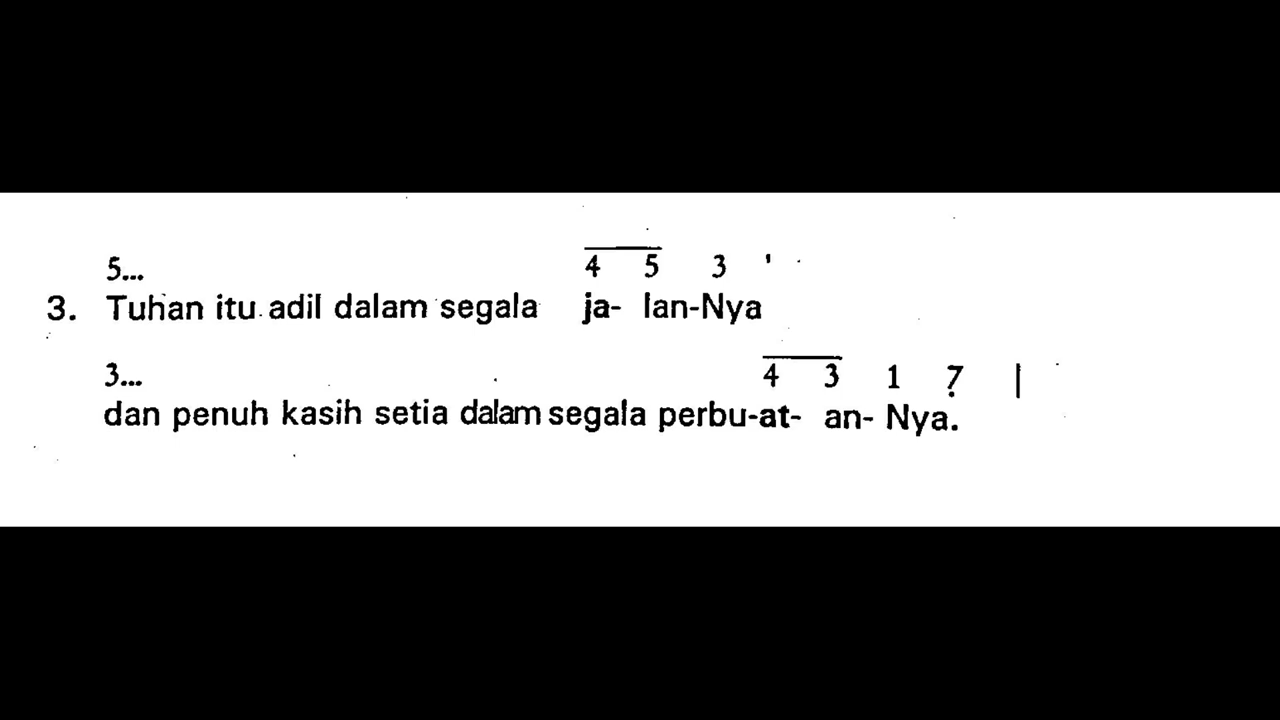 5... 4 5 3 '
3. Tuhan itu adil dalam segala ja- lan-Nya
3... 4 3 1 7̣ |
dan penuh kasih setia dalam segala perbu-at- an- Nya.